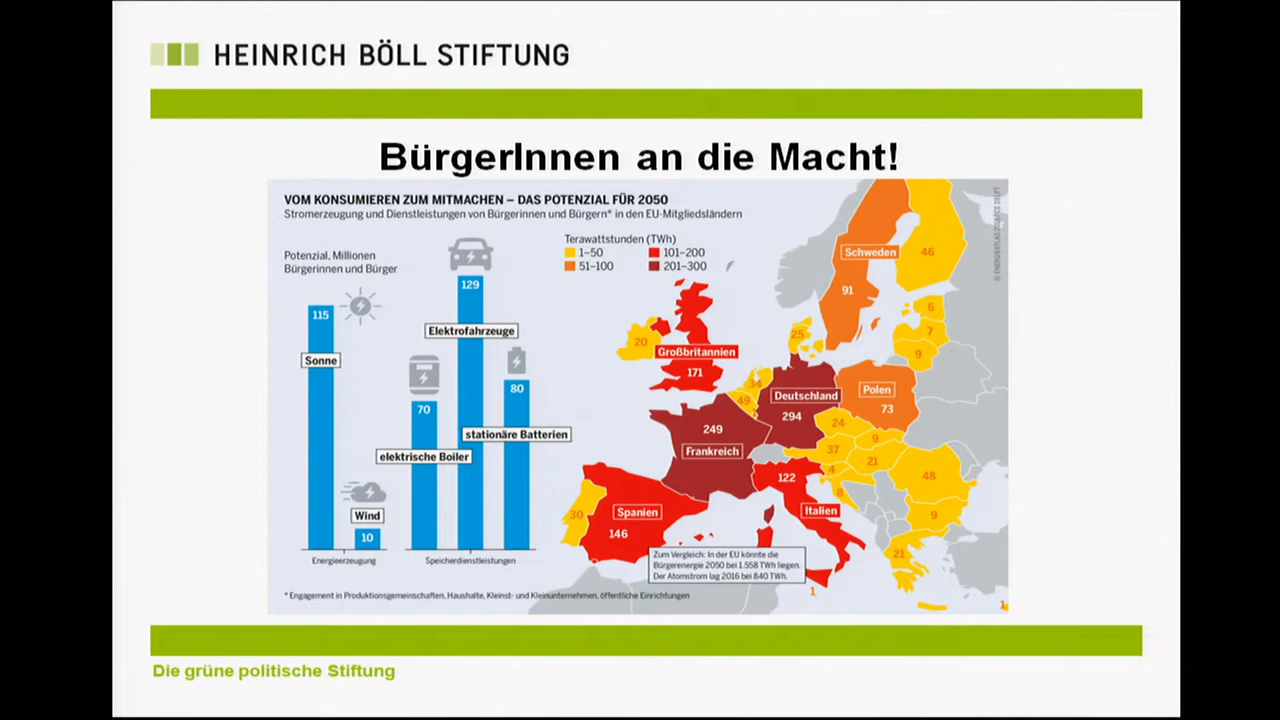 HEINRICH BÖLL STIFTUNG
BürgerInnen an die Macht!
VOM KONSUMIEREN ZUM MITMACHEN – DAS POTENZIAL FÜR 2050
Stromerzeugung und Dienstleistungen von Bürgerinnen und Bürgern* in den EU-Mitgliedsländern
Potenzial, Millionen
Bürgerinnen und Bürger
115
Sonne
Wind
10
Energieerzeugung
70
elektrische Boiler
129
Elektrofahrzeuge
80
stationäre Batterien
Speicherdienstleistungen
Terawattstunden (TWh)
1–50
51–100
101–200
201–300
Schweden
91
46
6
7
9
25
20
Großbritannien
171
34
49
Deutschland
294
Polen
73
249
Frankreich
24
9
37
21
4
8
48
9
122
Italien
30
Spanien
146
21
1
1
Zum Vergleich: In der EU könnte die
Bürgerenergie 2050 bei 1.558 TWh liegen.
Der Atomstrom lag 2016 bei 840 TWh.
* Engagement in Produktionsgemeinschaften, Haushalte, Kleinst- und Kleinunternehmen, öffentliche Einrichtungen
Die grüne politische Stiftung